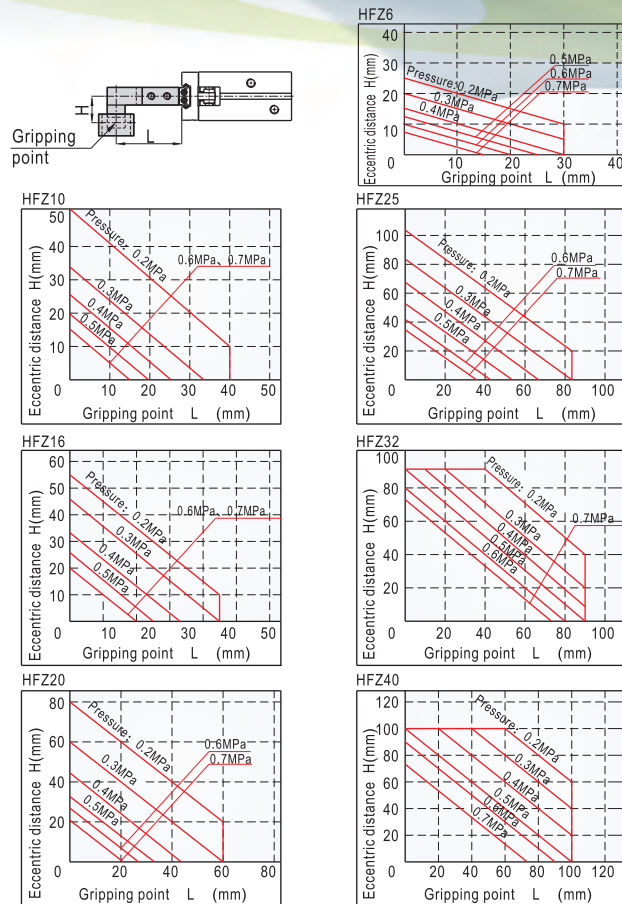 H
L
Gripping
point
HFZ6
Eccentric distance H(mm)
40
30
20
10
0
Pressure:0.2MPa
0.3MPa
0.4MPa
0.5MPa
0.6MPa
0.7MPa
10
20
30
40
Gripping point L (mm)
HFZ10
Eccentric distance H(mm)
50
40
30
20
10
0
Pressure: 0.2MPa
0.3MPa
0.4MPa
0.5MPa
0.6MPa、0.7MPa
10
20
30
40
50
Gripping point L (mm)
HFZ25
Eccentric distance H(mm)
100
80
60
40
20
0
Pressure: 0.2MPa
0.3MPa
0.4MPa
0.5MPa
0.6MPa
0.7MPa
20
40
60
80
100
Gripping point L (mm)
HFZ16
Eccentric distance H(mm)
60
50
40
30
20
10
0
Pressure: 0.2MPa
0.3MPa
0.4MPa
0.5MPa
0.6MPa、0.7MPa
10
20
30
40
50
Gripping point L (mm)
HFZ32
Eccentric distance H(mm)
100
80
60
40
20
0
Pressure: 0.2MPa
0.3MPa
0.4MPa
0.5MPa
0.6MPa
0.7MPa
20
40
60
80
100
Gripping point L (mm)
HFZ20
Eccentric distance H(mm)
80
60
40
20
0
Pressure: 0.2MPa
0.3MPa
0.4MPa
0.5MPa
0.6MPa
0.7MPa
20
40
60
80
Gripping point L (mm)
HFZ40
Eccentric distance H(mm)
120
100
80
60
40
20
0
Pressure: 0.2MPa
0.3MPa
0.4MPa
0.5MPa
0.6MPa
0.7MPa
20
40
60
80
100
120
Gripping point L (mm)